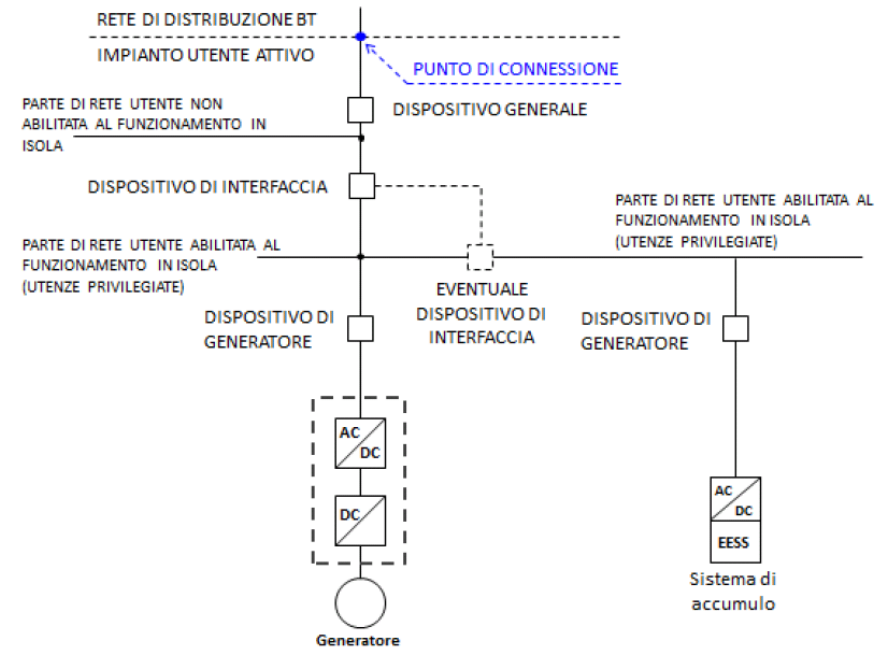 RETE DI DISTRIBUZIONE BT
IMPIANTO UTENTE ATTIVO
PUNTO DI CONNESSIONE
PARTE DI RETE UTENTE NON
ABILITATA AL FUNZIONAMENTO IN
ISOLA
DISPOSITIVO GENERALE
DISPOSITIVO DI INTERFACCIA
PARTE DI RETE UTENTE ABILITATA AL
FUNZIONAMENTO IN ISOLA
(UTENZE PRIVILEGIATE)
PARTE DI RETE UTENTE ABILITATA AL
FUNZIONAMENTO IN ISOLA
(UTENZE PRIVILEGIATE)
EVENTUALE
DISPOSITIVO DI
INTERFACCIA
DISPOSITIVO DI
GENERATORE
DISPOSITIVO DI
GENERATORE
AC
DC
DC
Generatore
AC
DC
EESS
Sistema di
accumulo